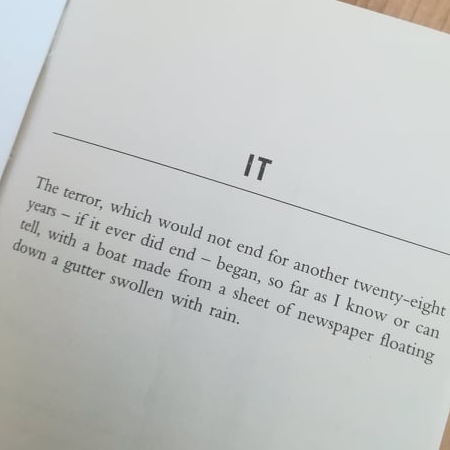 IT
The terror, which would not end for another twenty-eight
years – if it ever did end – began, so far as I know or can
tell, with a boat made from a sheet of newspaper floating
down a gutter swollen with rain.